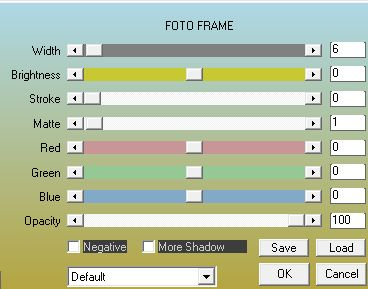 FOTO FRAME
Width 6
Brightness 0
Stroke 0
Matte 1
Red 0
Green 0
Blue 0
Opacity 100
Negative More Shadow Save Load
Default OK Cancel